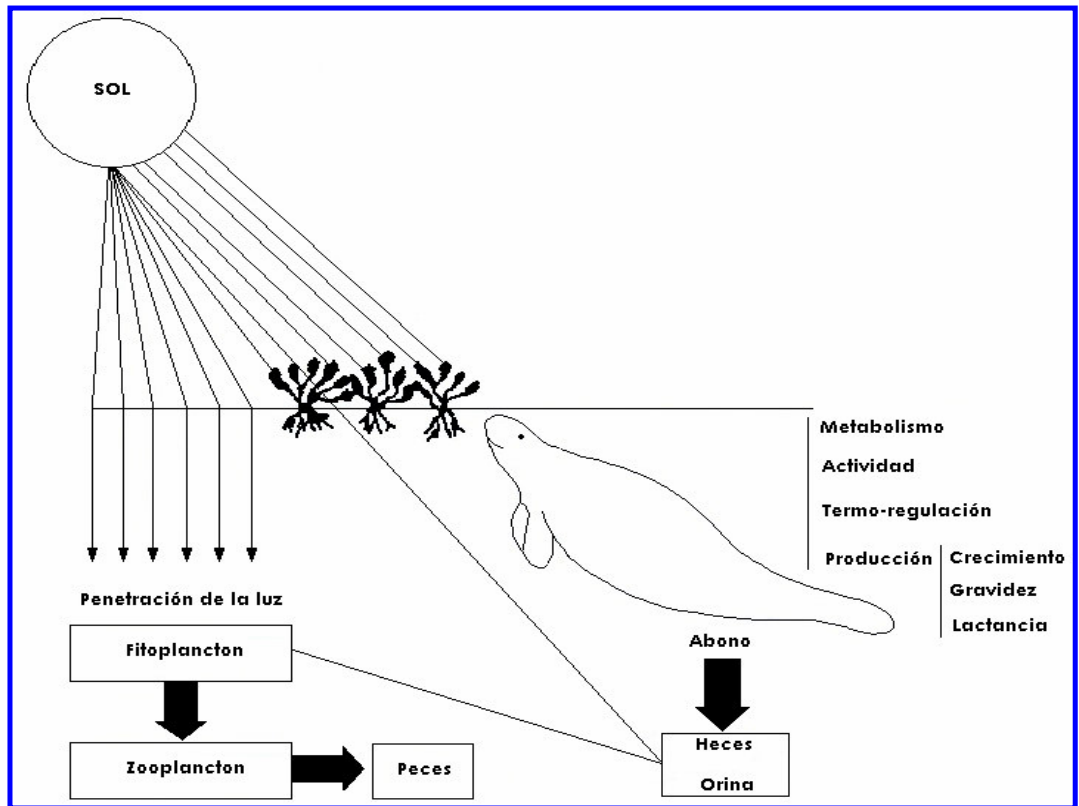 SOL
Metabolismo
Actividad
Termo-regulación
Producción
Crecimiento
Gravidez
Lactancia
Penetración de la luz
Fitoplancton
Abono
Zooplancton
Peces
Heces
Orina